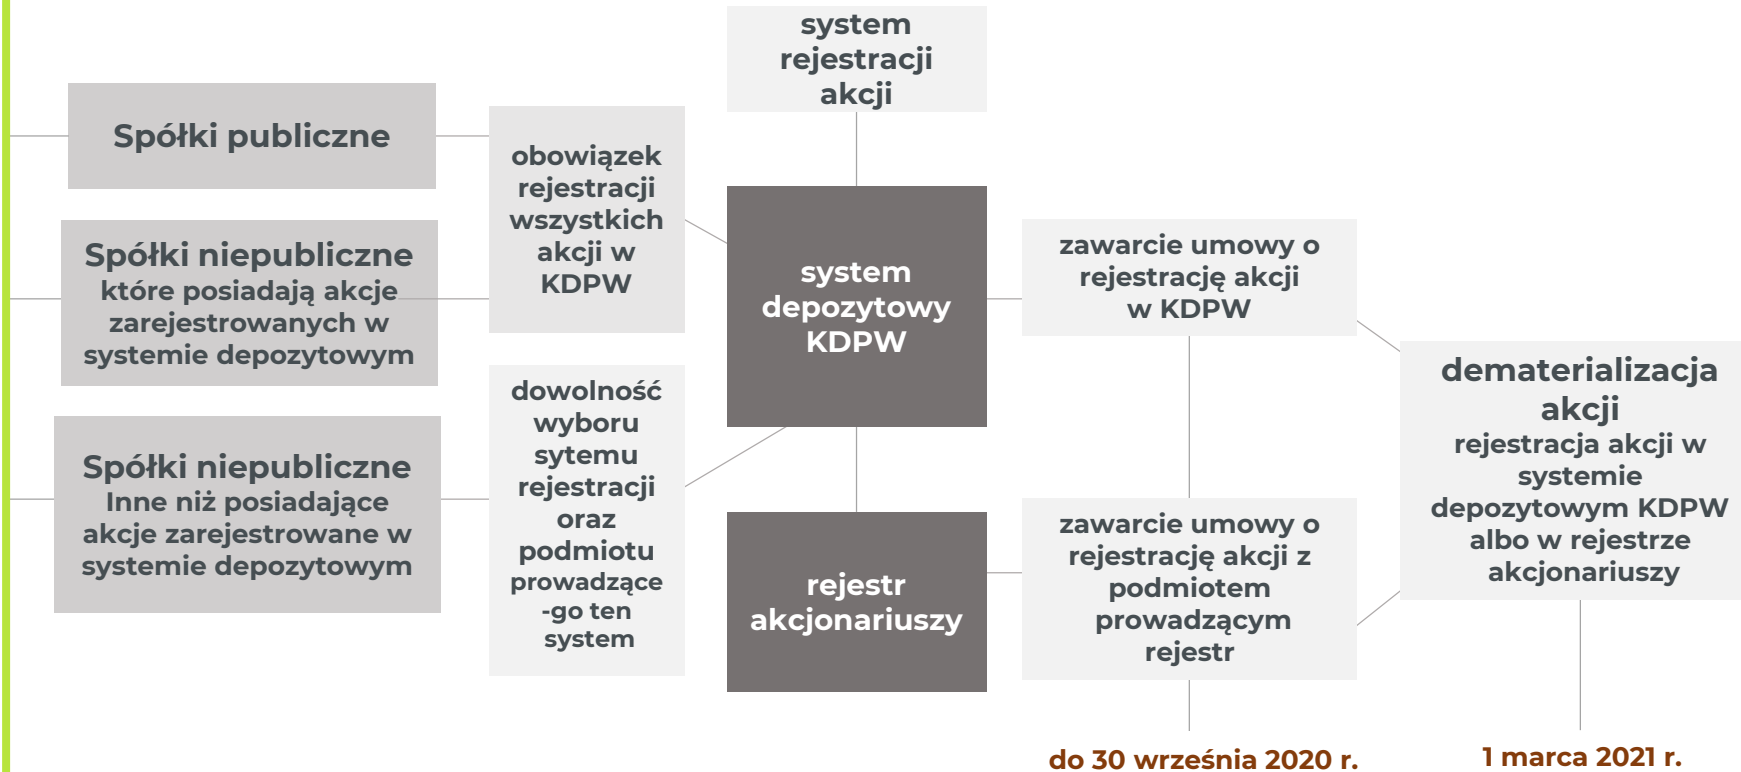 system
rejestracji
akcji
Spółki publiczne
Spółki niepubliczne
które posiadają akcje
zarejestrowanych w
systemie depozytowym
Spółki niepubliczne
Inne niż posiadające
akcje zarejestrowane w
systemie depozytowym
obowiązek
rejestracji
wszystkich
akcji w
KDPW
dowolność
wyboru
sytemu
rejestracji
oraz
podmiotu
prowadzące
-go ten
system
system
depozytowy
KDPW
rejestr
akcjonariuszy
zawarcie umowy o
rejestrację akcji
w KDPW
zawarcie umowy o
rejestrację akcji z
podmiotem
prowadzącym
rejestr
dematerializacja
akcji
rejestracja akcji w
systemie
depozytowym KDPW
albo w rejestrze
akcjonariuszy
do 30 września 2020 r.
1 marca 2021 r.